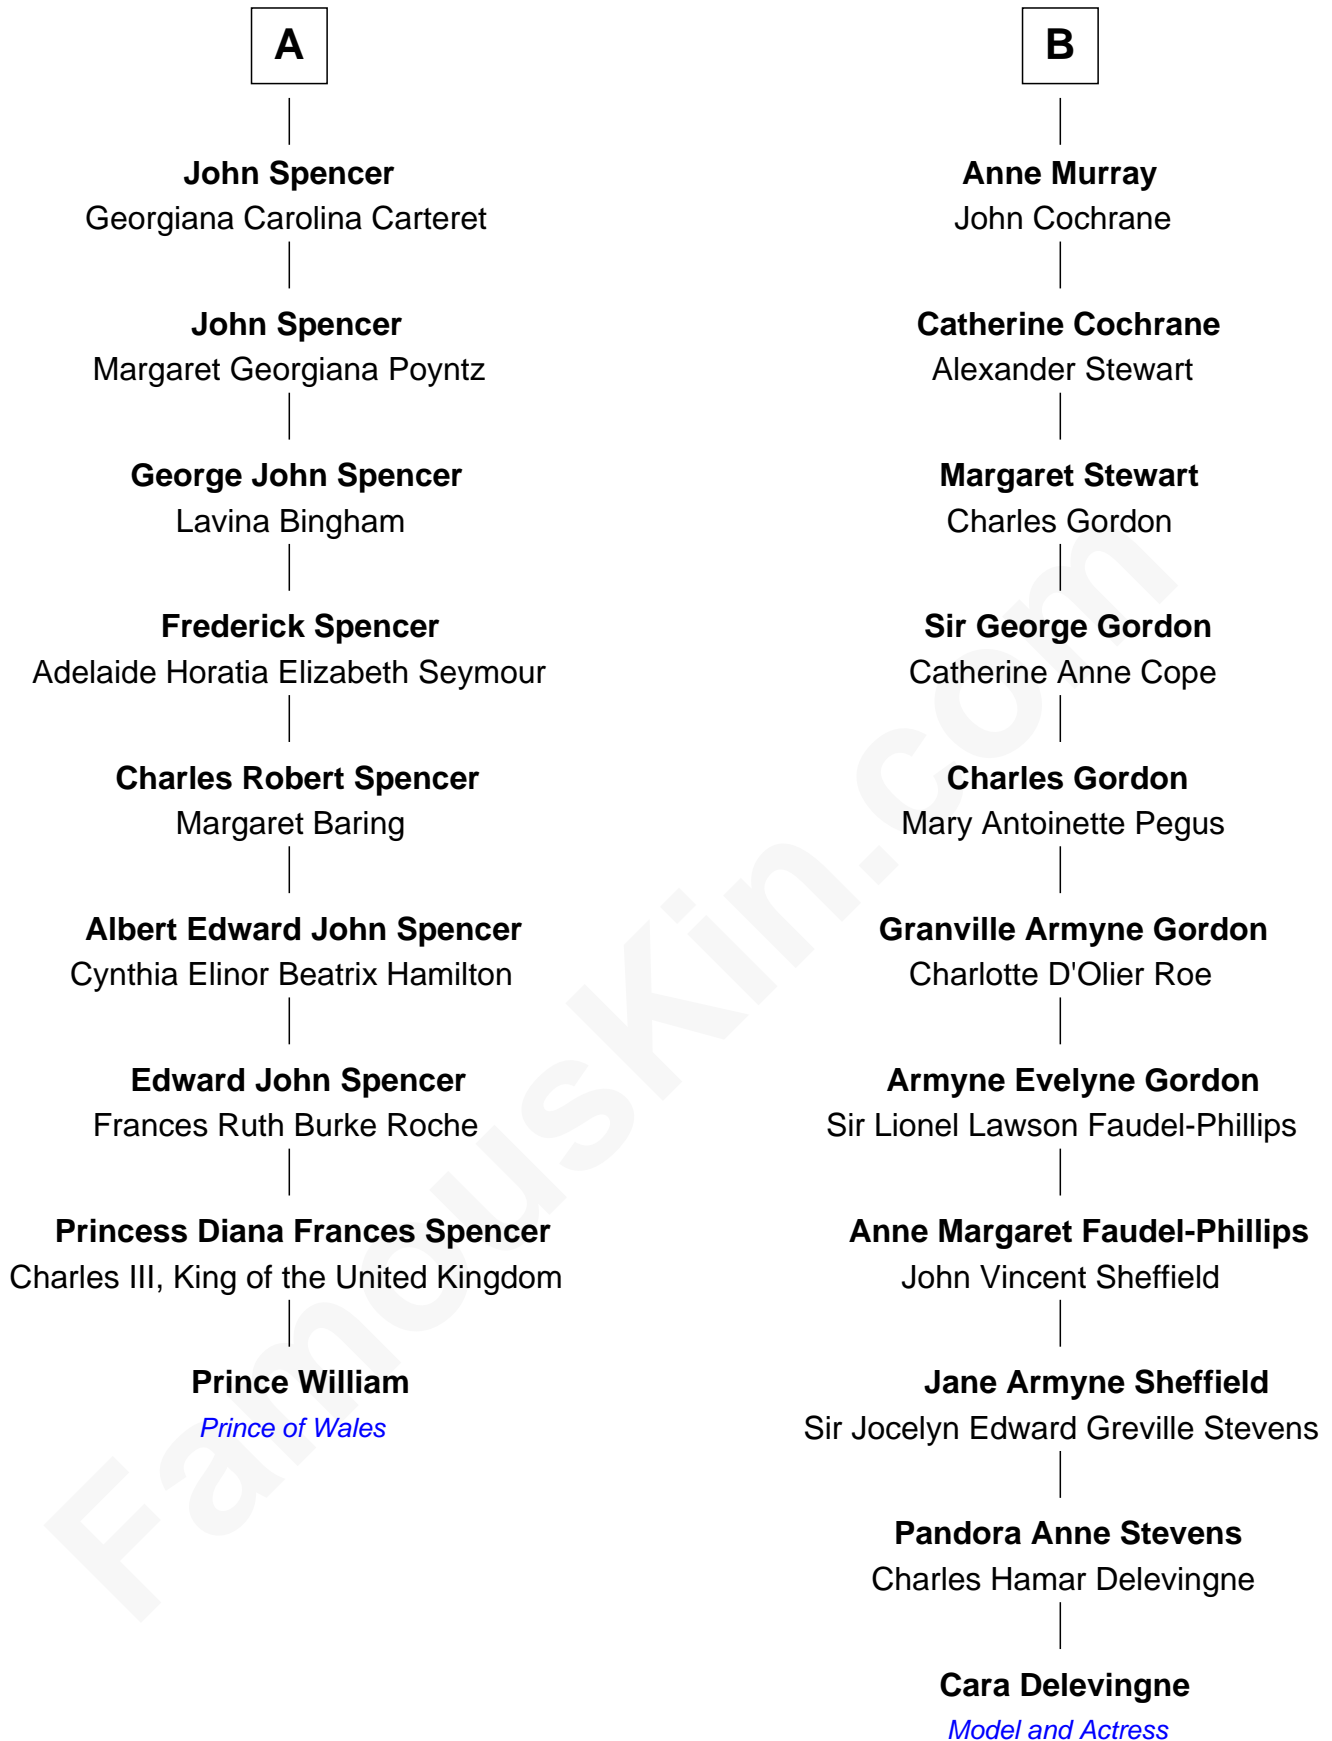 A
John Spencer
Georgiana Carolina Carteret
John Spencer
Margaret Georgiana Poyntz
George John Spencer
Lavina Bingham
Frederick Spencer
Adelaide Horatia Elizabeth Seymour
Charles Robert Spencer
Margaret Baring
Albert Edward John Spencer
Cynthia Elinor Beatrix Hamilton
Edward John Spencer
Frances Ruth Burke Roche
Princess Diana Frances Spencer
Charles III, King of the United Kingdom
Prince William
Prince of Wales
B
Anne Murray
John Cochrane
Catherine Cochrane
Alexander Stewart
Margaret Stewart
Charles Gordon
Sir George Gordon
Catherine Anne Cope
Charles Gordon
Mary Antoinette Pegus
Granville Armyne Gordon
Charlotte D'Olier Roe
Armyne Evelyne Gordon
Sir Lionel Lawson Faudel-Phillips
Anne Margaret Faudel-Phillips
John Vincent Sheffield
Jane Armyne Sheffield
Sir Jocelyn Edward Greville Stevens
Pandora Anne Stevens
Charles Hamar Delevingne
Cara Delevingne
Model and Actress
FamousKin.com